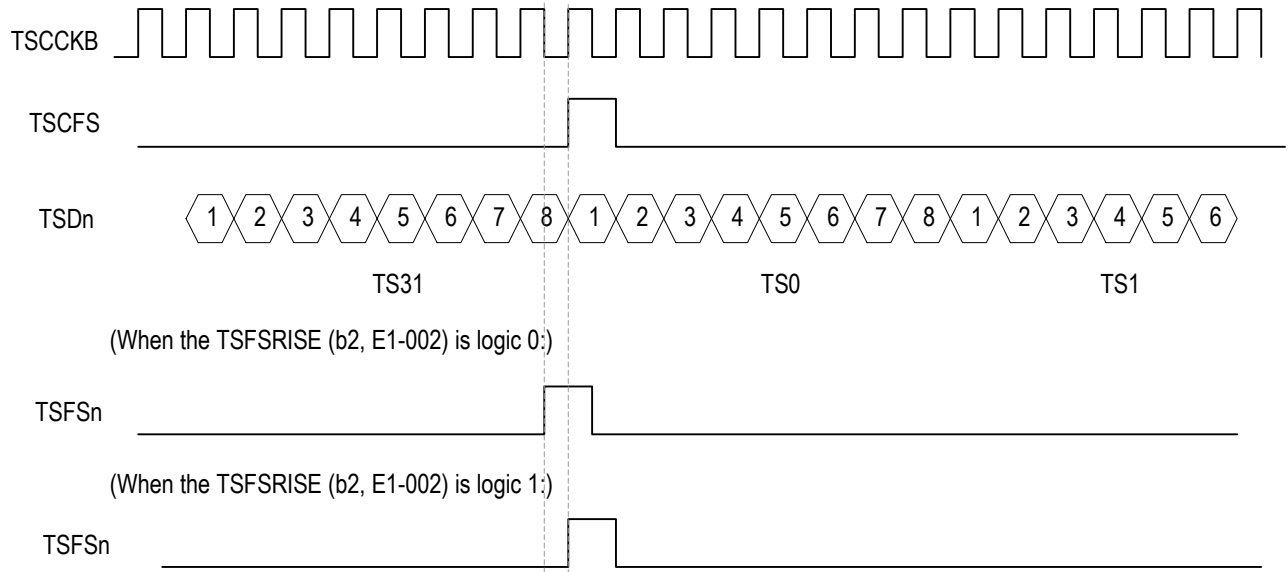 TSCCKB
TSCFS
TSDn 1 2 3 4 5 6 7 8 1 2 3 4 5 6 7 8 1 2 3 4 5 6
TS31 TS0 TS1
(When the TSFSRISE (b2, E1-002) is logic 0:)
TSFSn
(When the TSFSRISE (b2, E1-002) is logic 1:)
TSFSn